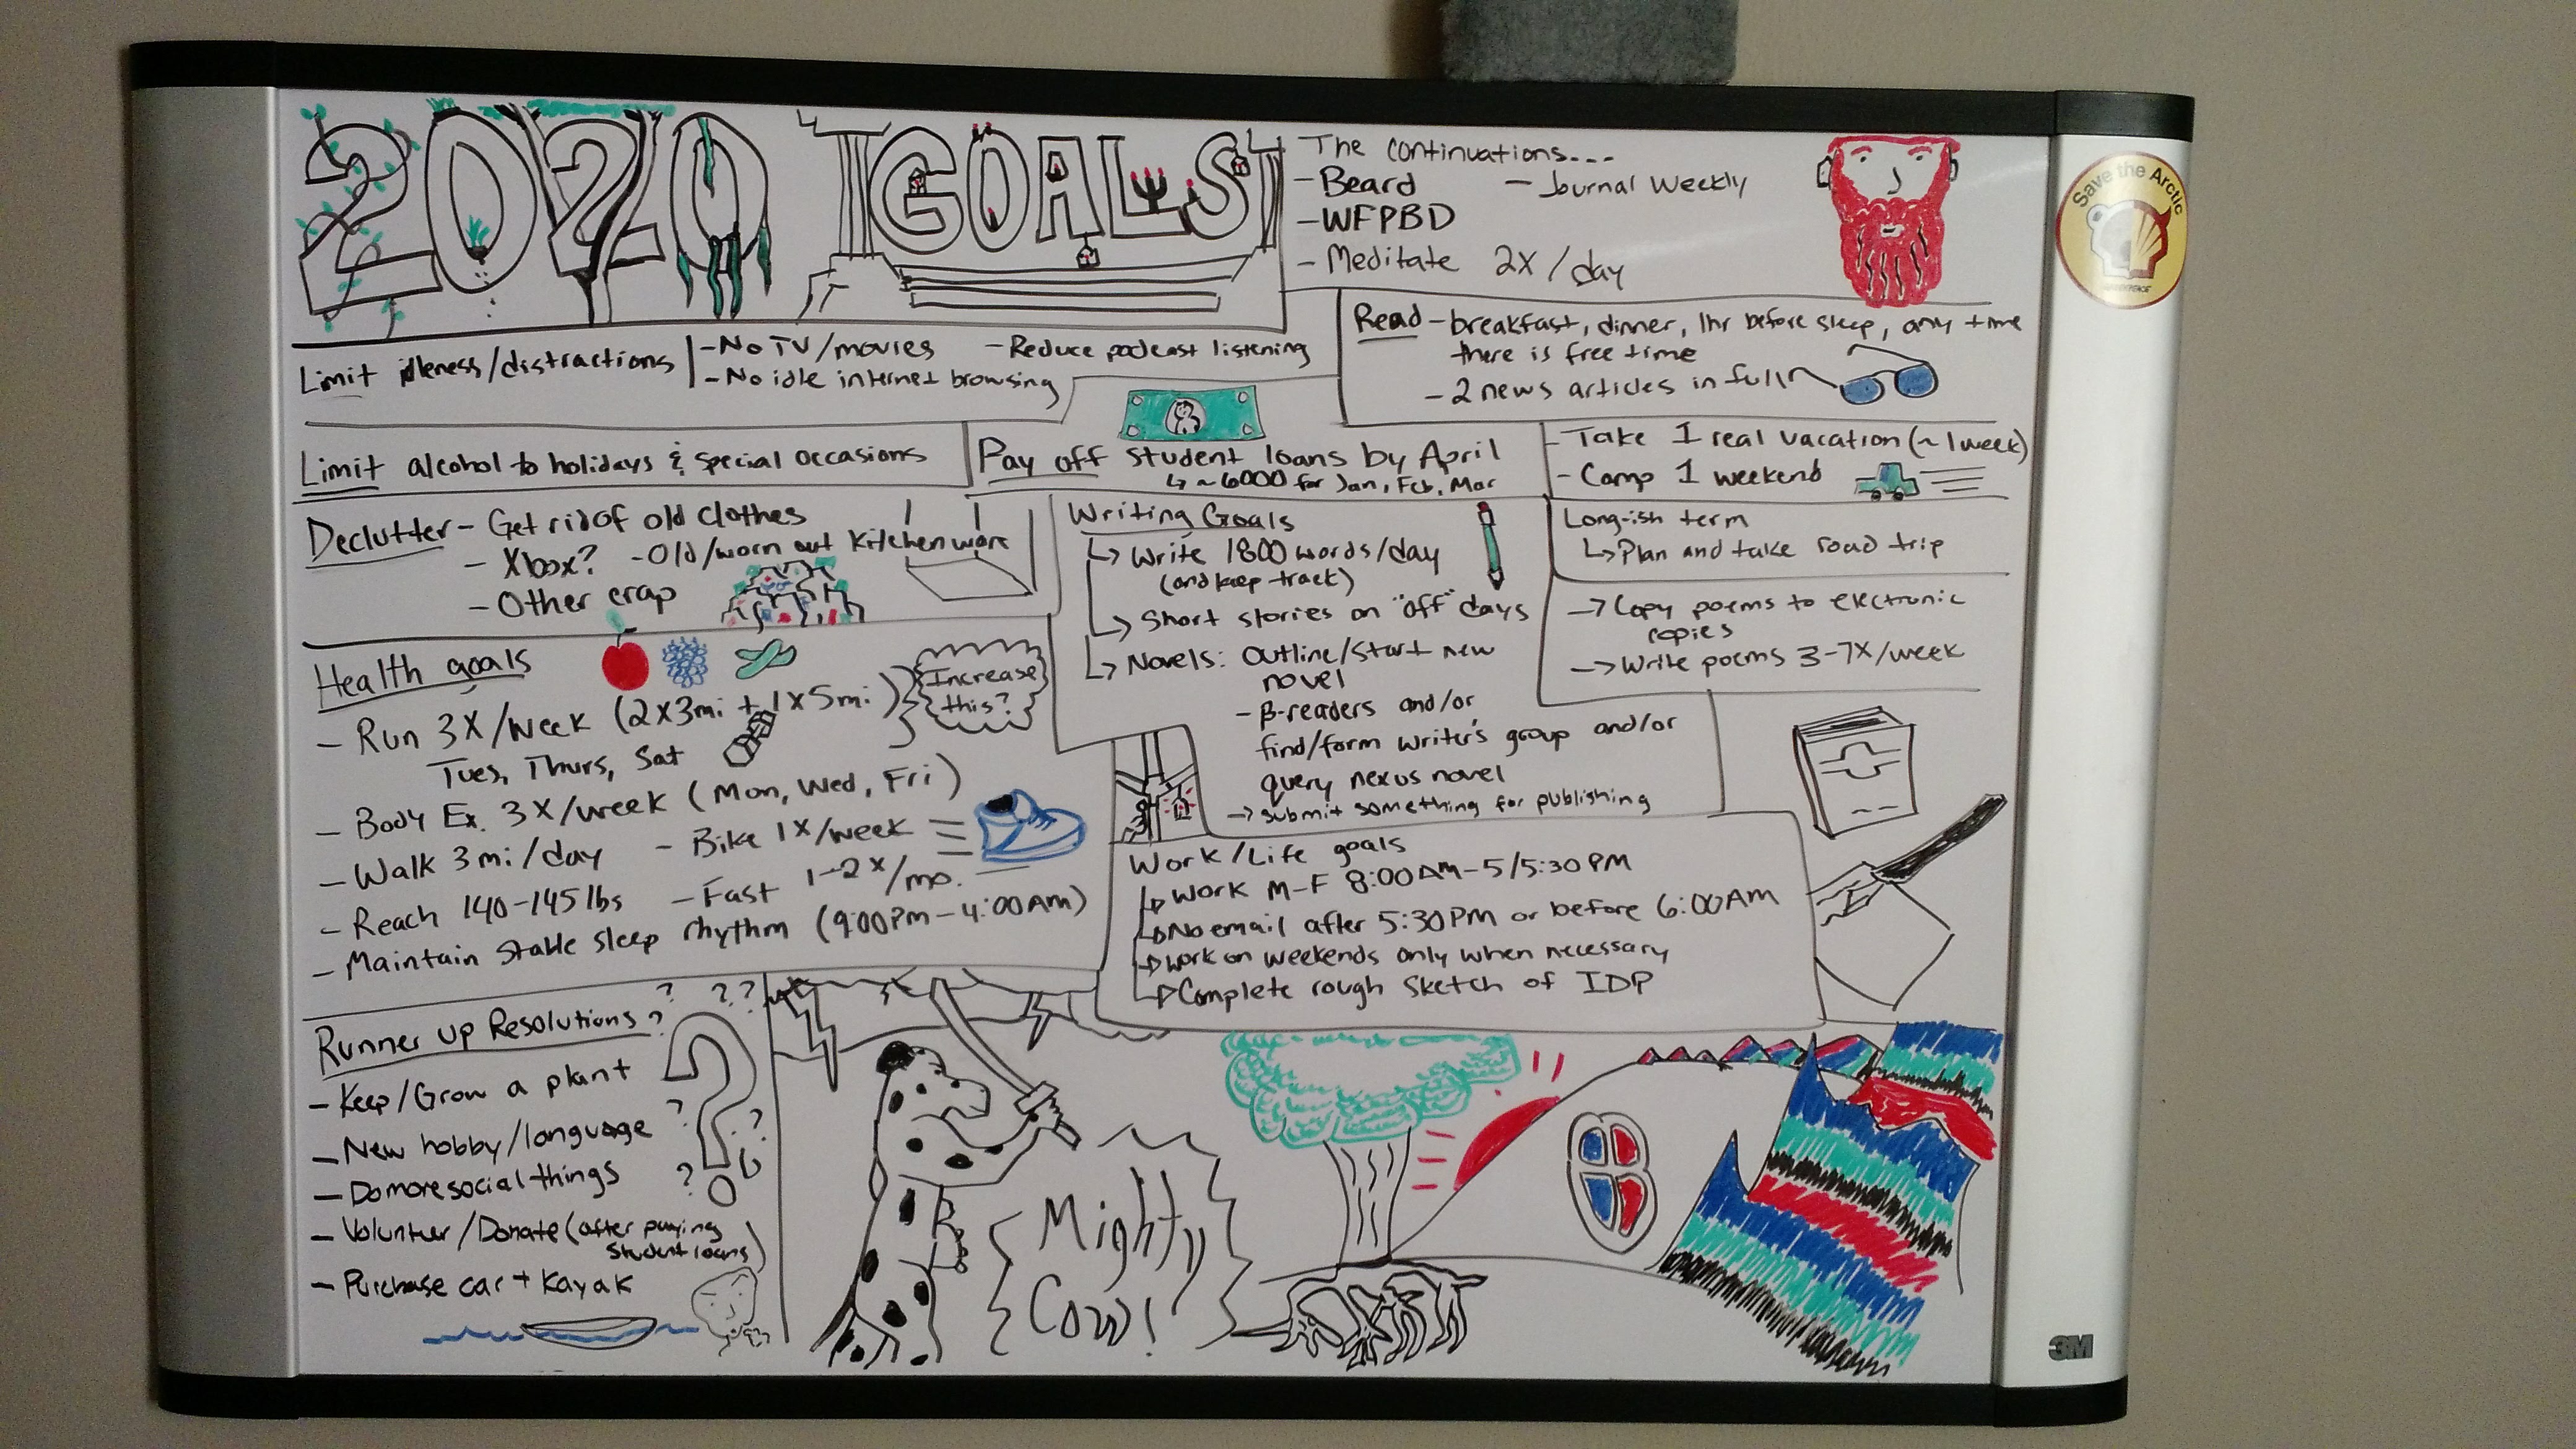 2020 GOALS
The continuations...
- Beard - Journal Weekly
- WFPBD
- Meditate 2X/day
Save the Arctic
GREENPEACE
Limit idleness/distractions
- No TV/movies - Reduce podcast listening
- No idle internet browsing
Read - breakfast, dinner, 1hr before sleep, any time
there is free time
- 2 news articles in full
Limit alcohol to holidays & special occasions
Pay off student loans by April
↳ ~6000 for Jan, Feb, Mar
- Take 1 real vacation (~1week)
- Camp 1 weekend
Declutter - Get rid of old clothes
- Xbox? - Old/worn out kitchenware
- Other crap
Writing Goals
↳ Write 1800 words/day
(and keep track)
↳ Short stories on "off" days
↳ Novels: Outline/start new
novel
- β-readers and/or
find/form writer's group and/or
query nexus novel
→ submit something for publishing
Long-ish term
↳ Plan and take road trip
→ Copy poems to electronic
copies
→ Write poems 3-7X/week
Health goals
- Run 3X/week (2X3mi + 1X5mi)
Increase
this?
Tues, Thurs, Sat
- Body Ex. 3X/week (Mon, Wed, Fri)
- Walk 3mi/day - Bike 1X/week
- Reach 140-145lbs - Fast 1-2X/mo.
- Maintain stable sleep rhythm (9:00PM-4:00AM)
Work/Life goals
↳ Work M-F 8:00AM-5/5:30PM
↳ No email after 5:30PM or before 6:00AM
↳ Work on weekends only when necessary
↳ Complete rough sketch of IDP
Runner up Resolutions ? ? ? ?
- Keep/Grow a plant
- New hobby/language
- Do more social things
- Volunteer/Donate (after paying
student loans)
- Purchase car + kayak
Mighty
Cow!
3M